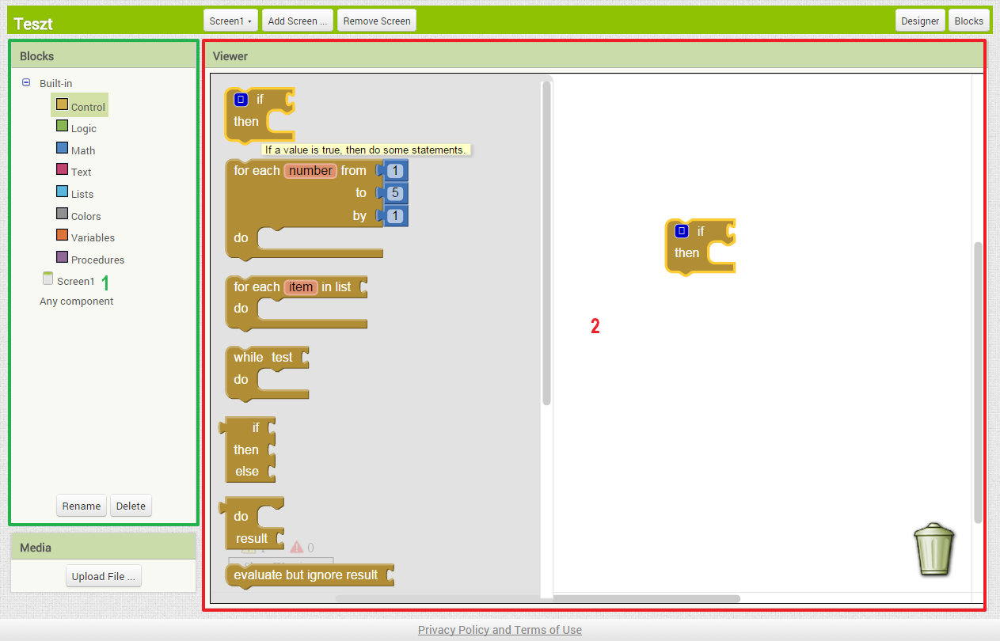 Teszt
Screen1 ▾
Add Screen ...
Remove Screen
Designer
Blocks
Blocks
Built-in
Control
Logic
Math
Text
Lists
Colors
Variables
Procedures
Screen1
1
Any component
Rename
Delete
Media
Upload File ...
Viewer
if
then
If a value is true, then do some statements.
for each number from 1
to 5
by 1
do
for each item in list
do
while test
do
if
then
else
do
result
0
evaluate but ignore result
if
then
2
Privacy Policy and Terms of Use